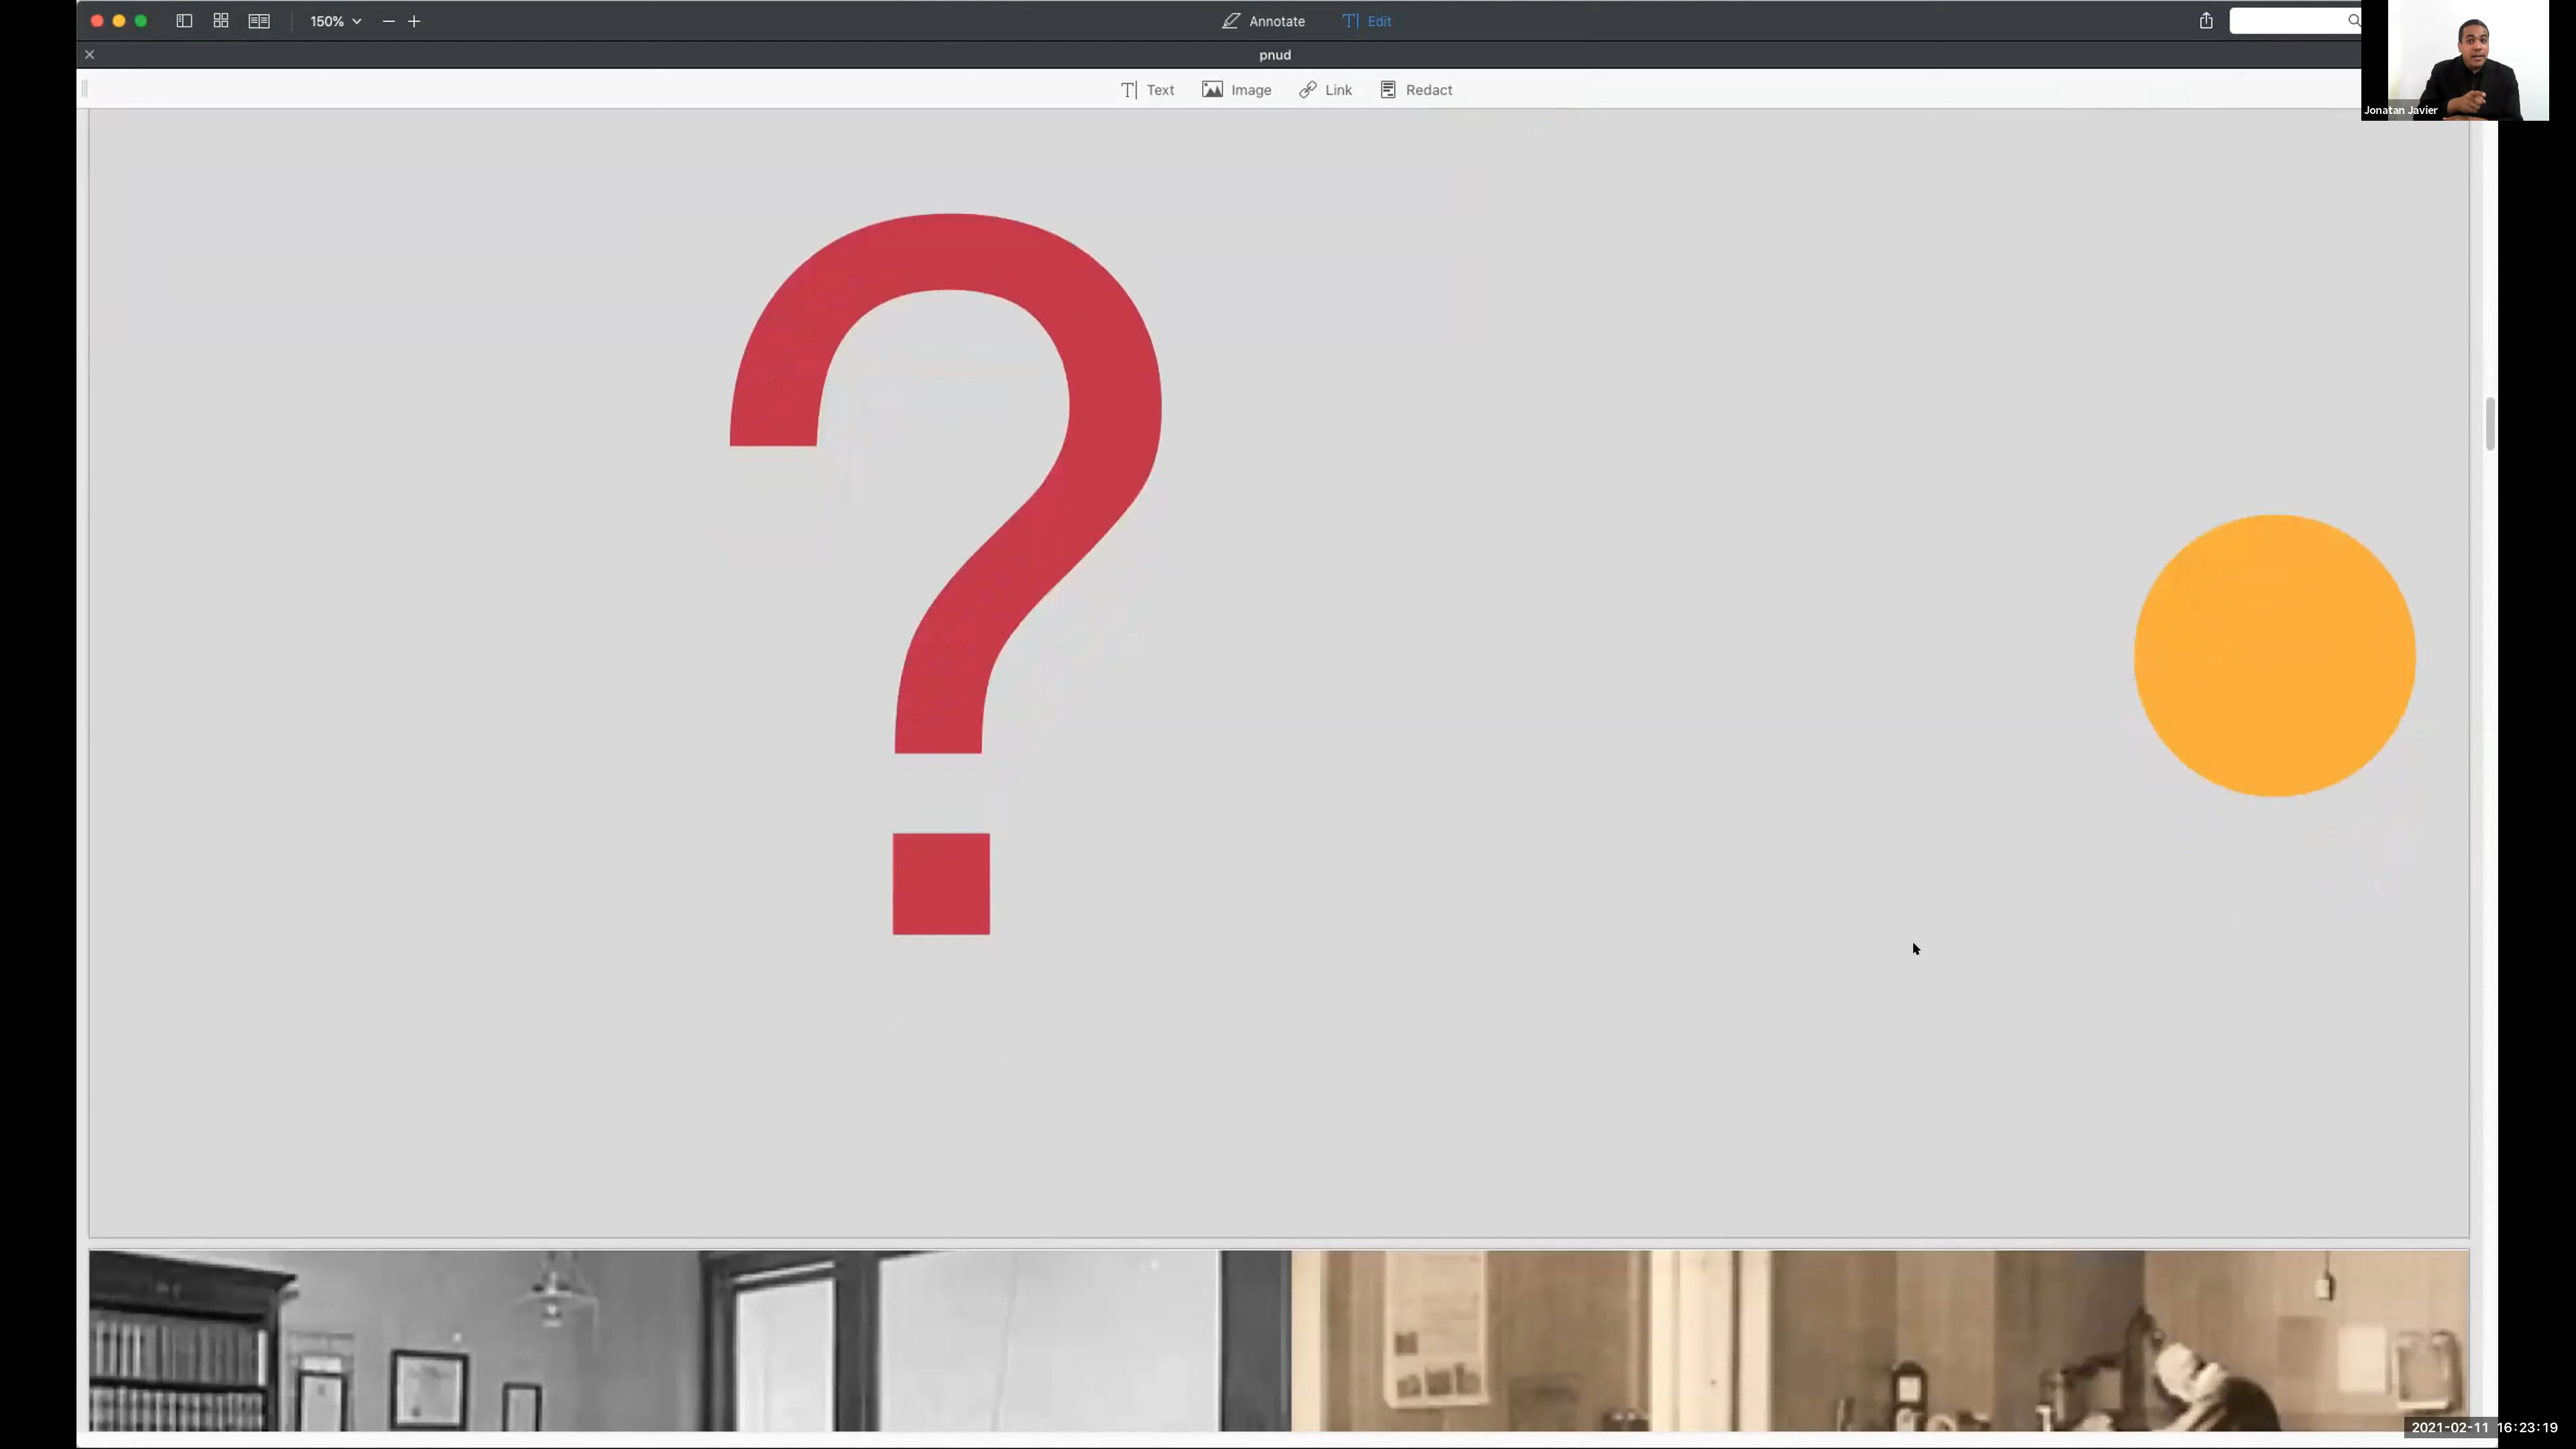 150%
Annotate
Edit
pnud
Text
Image
Link
Redact
Jonatan Javier
?
2021-02-11 16:23:19